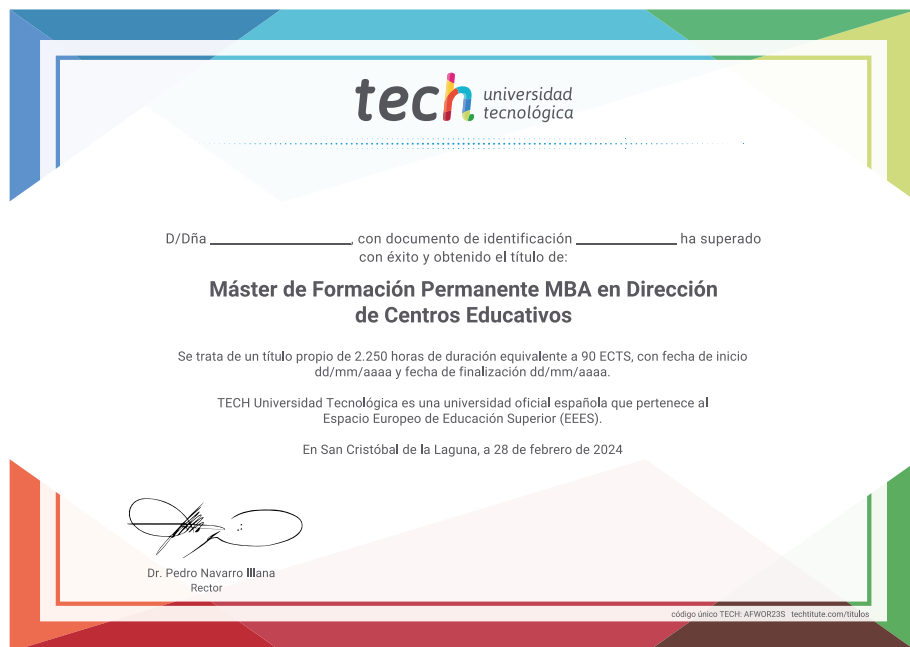 tech universidad
tecnológica
D/Dña ____________________, con documento de identificación ______________ ha superado
con éxito y obtenido el título de:
Máster de Formación Permanente MBA en Dirección
de Centros Educativos
Se trata de un título propio de 2.250 horas de duración equivalente a 90 ECTS, con fecha de inicio
dd/mm/aaaa y fecha de finalización dd/mm/aaaa.
TECH Universidad Tecnológica es una universidad oficial española que pertenece al
Espacio Europeo de Educación Superior (EEES).
En San Cristóbal de la Laguna, a 28 de febrero de 2024
Dr. Pedro Navarro Illana
Rector
código único TECH: AFWOR23S techtitute.com/titulos